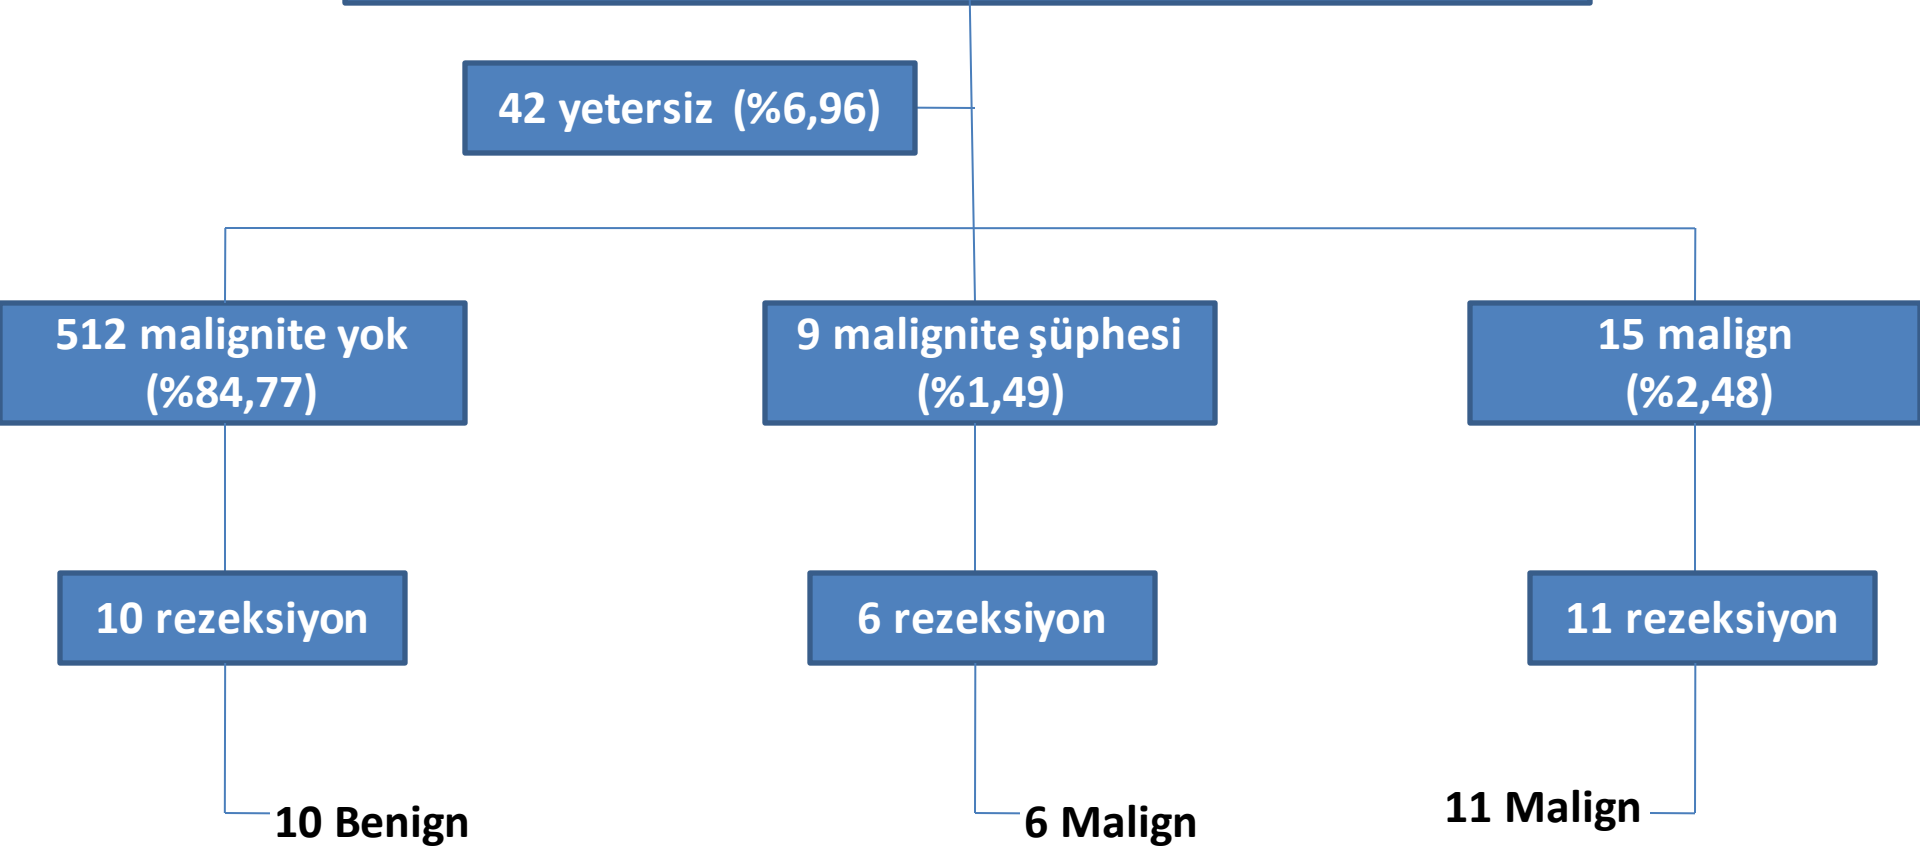 42 yetersiz (%6,96)
512 malignite yok
(%84,77)
9 malignite şüphesi
(%1,49)
15 malign
(%2,48)
10 rezeksiyon
6 rezeksiyon
11 rezeksiyon
10 Benign
6 Malign
11 Malign